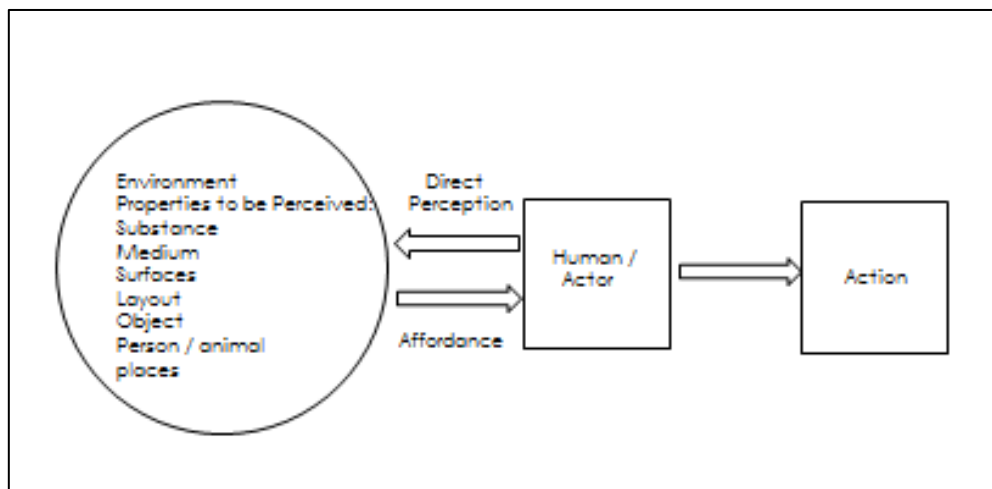 Environment
Properties to be Perceived:
Substance
Medium
Surfaces
Layout
Object
Person / animal
places
Direct
Perception
Affordance
Human /
Actor
Action